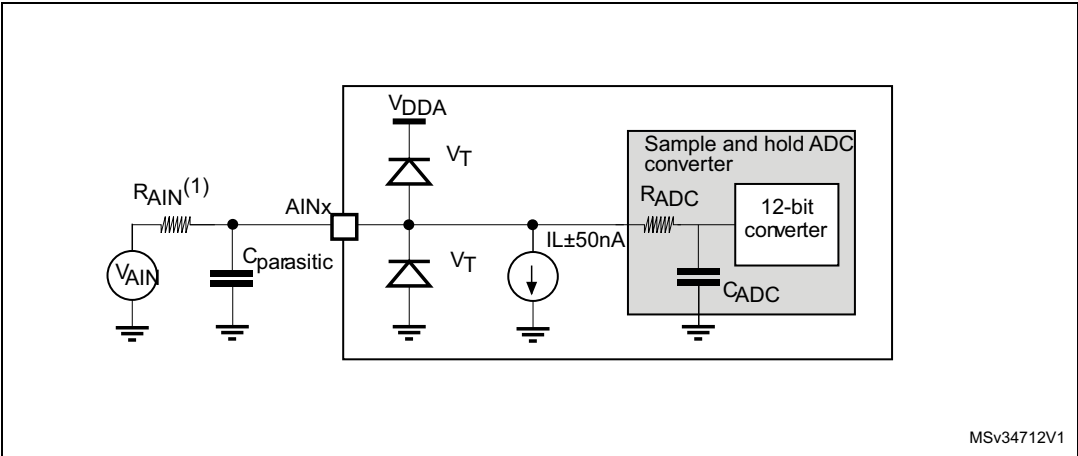 VDDA
VT
Sample and hold ADC
converter
RAIN(1)
AINx
RADC
12-bit
converter
IL±50nA
VAIN
Cparasitic
VT
CADC
MSv34712V1